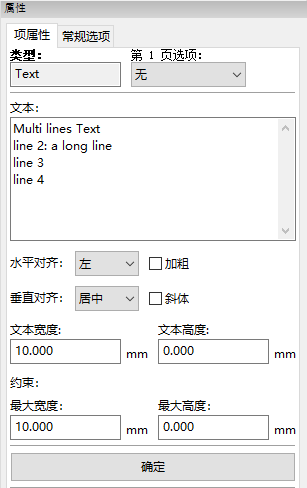 属性
项属性 常规选项
类型: 第 1 页选项:
Text 无
文本:
Multi lines Text
line 2: a long line
line 3
line 4
水平对齐: 左 加粗
垂直对齐: 居中 斜体
文本宽度: 文本高度:
10.000 mm 0.000 mm
约束:
最大宽度: 最大高度:
10.000 mm 0.000 mm
确定